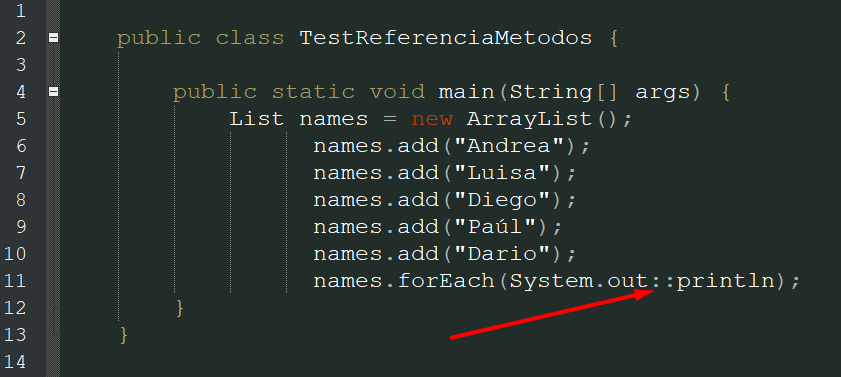 1
2 public class TestReferenciaMetodos {
3
4 public static void main(String[] args) {
5 List names = new ArrayList();
6 names.add("Andrea");
7 names.add("Luisa");
8 names.add("Diego");
9 names.add("Paúl");
10 names.add("Dario");
11 names.forEach(System.out::println);
12 }
13 }
14